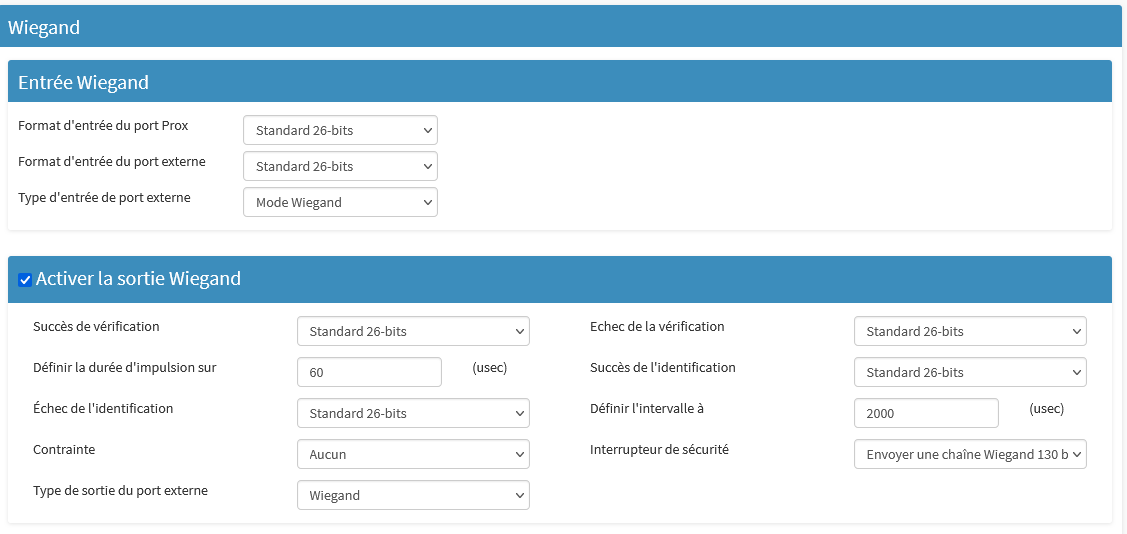 Wiegand
Entrée Wiegand
Format d'entrée du port Prox
Standard 26-bits
Format d'entrée du port externe
Standard 26-bits
Type d'entrée de port externe
Mode Wiegand
Activer la sortie Wiegand
Succès de vérification
Standard 26-bits
Echec de la vérification
Standard 26-bits
Définir la durée d'impulsion sur
60
(usec)
Succès de l'identification
Standard 26-bits
Échec de l'identification
Standard 26-bits
Définir l'intervalle à
2000
(usec)
Contrainte
Aucun
Interrupteur de sécurité
Envoyer une chaîne Wiegand 130 b
Type de sortie du port externe
Wiegand